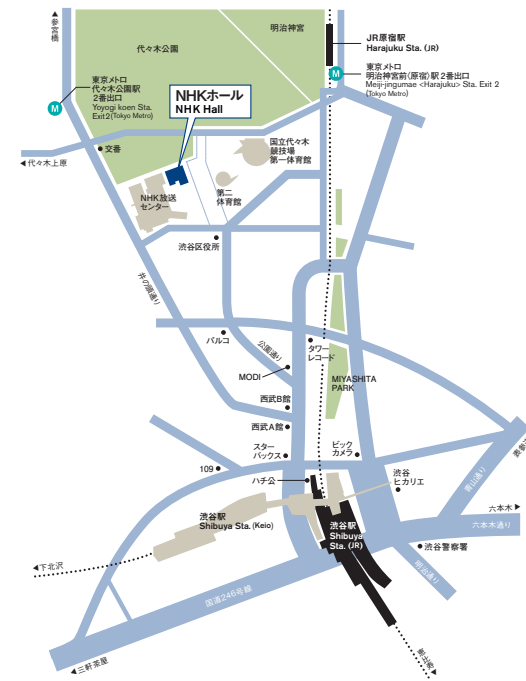 ▲参宮橋
代々木公園
明治神宮
JR原宿駅
Harajuku Sta. (JR)
M
東京メトロ
明治神宮前〈原宿〉駅 2番出口
Meiji-jingumae <Harajuku> Sta. Exit 2
(Tokyo Metro)
東京メトロ
代々木公園駅
2番出口
Yoyogi koen Sta.
Exit2(Tokyo Metro)
M
NHKホール
NHK Hall
交番
◀代々木上原
国立代々木
競技場
第一体育館
第二
体育館
NHK放送
センター
渋谷区役所
井の頭通り
パルコ
公園通り
タワー
レコード
MODI
MIYASHITA
PARK
西武B館
西武A館
スター
バックス
ビック
カメラ
109
ハチ公
渋谷
ヒカリエ
青山通り
渋谷駅
Shibuya Sta. (Keio)
渋谷駅
Shibuya
Sta. (JR)
六本木▶
六本木通り
渋谷警察署
明治通り
◀下北沢
国道246号線
◀三軒茶屋
恵比寿▶